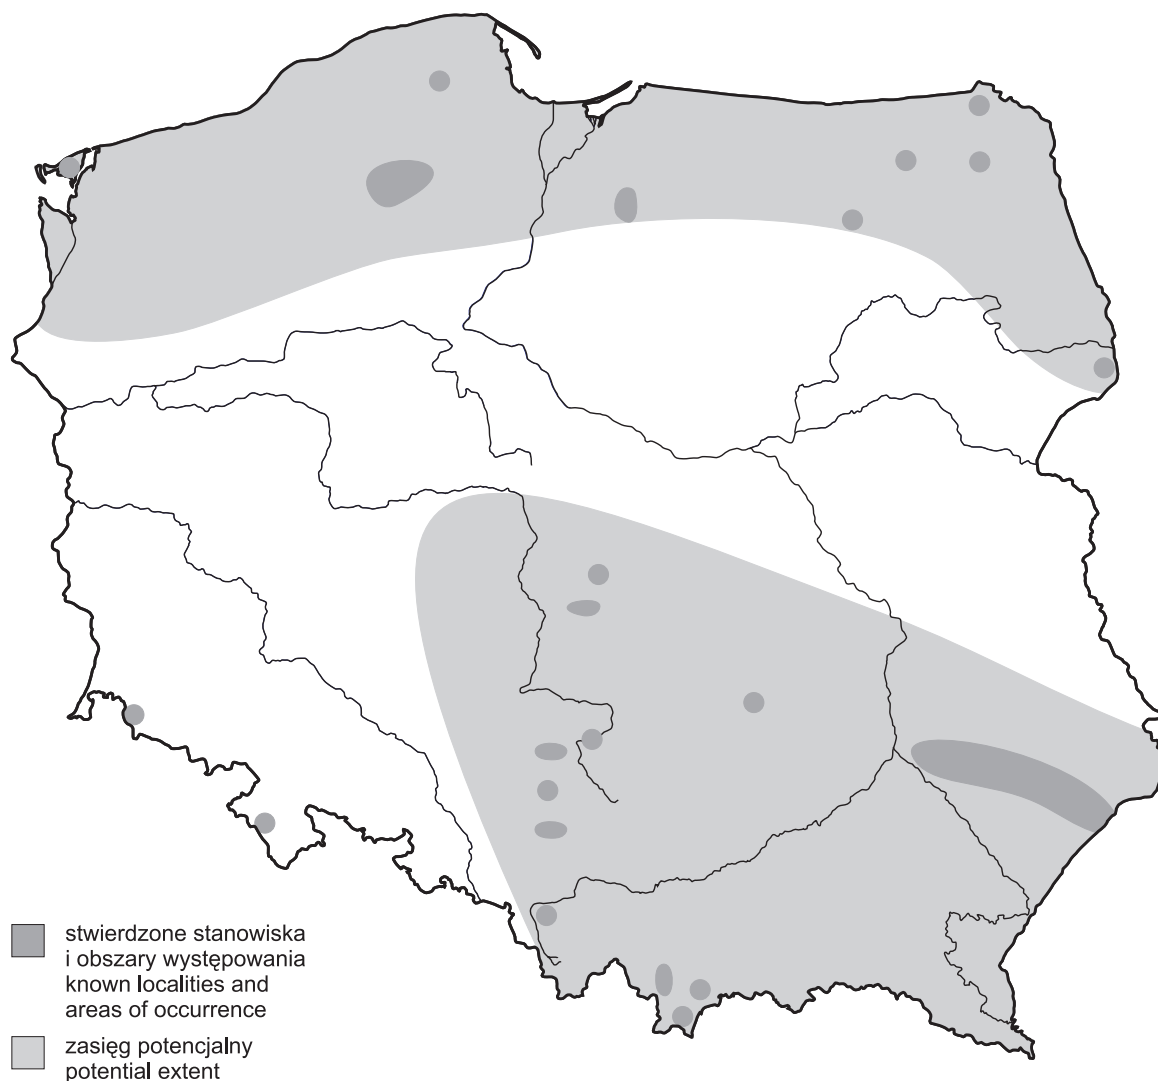 stwierdzone stanowiska
i obszary występowania
known localities and
areas of occurrence
zasięg potencjalny
potential extent